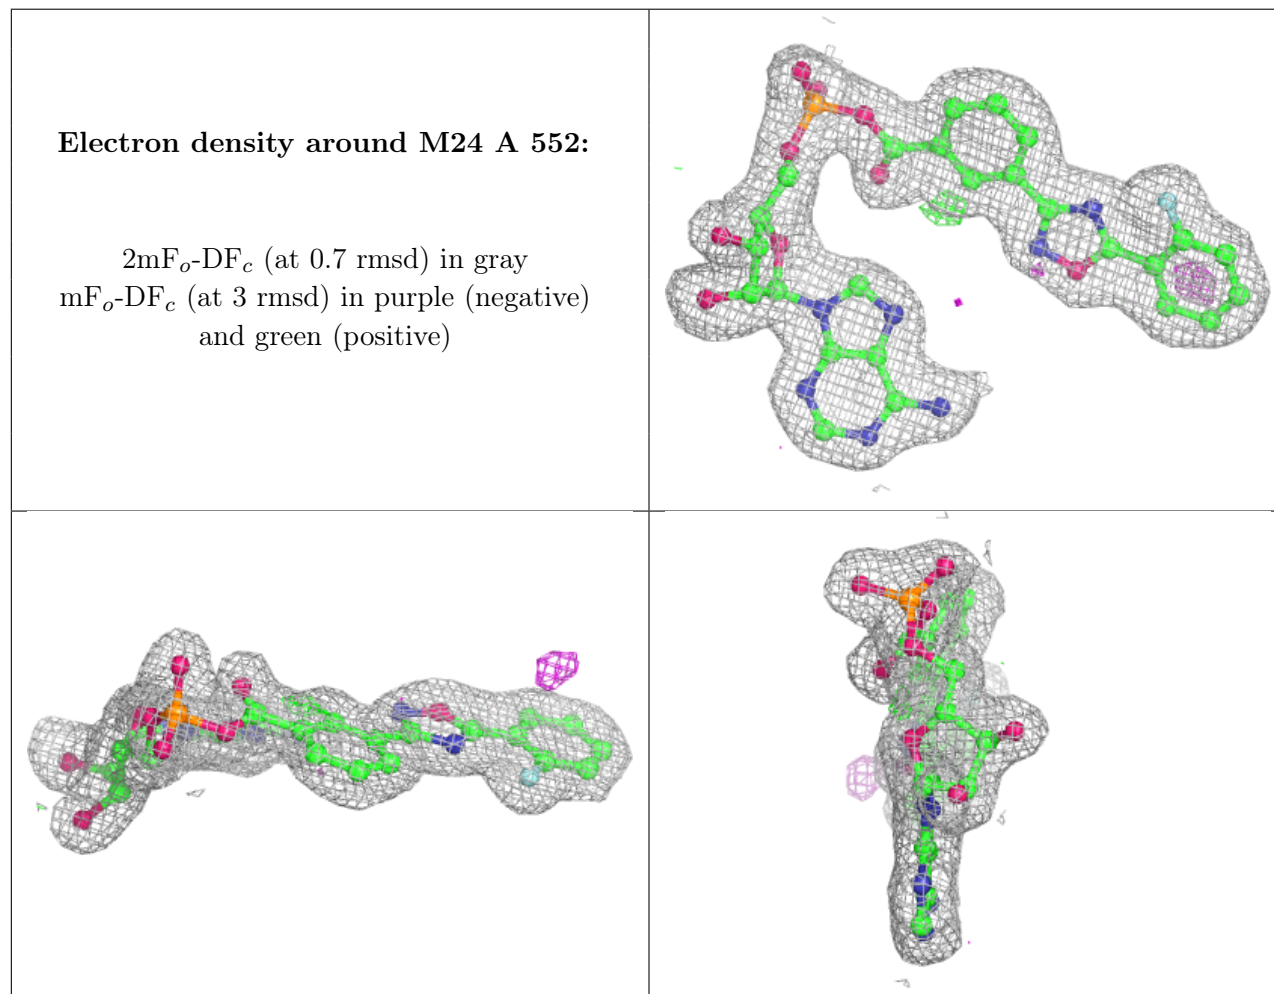 Electron density around M24 A 552:
2mFo-DFc (at 0.7 rmsd) in gray
mFo-DFc (at 3 rmsd) in purple (negative)
and green (positive)